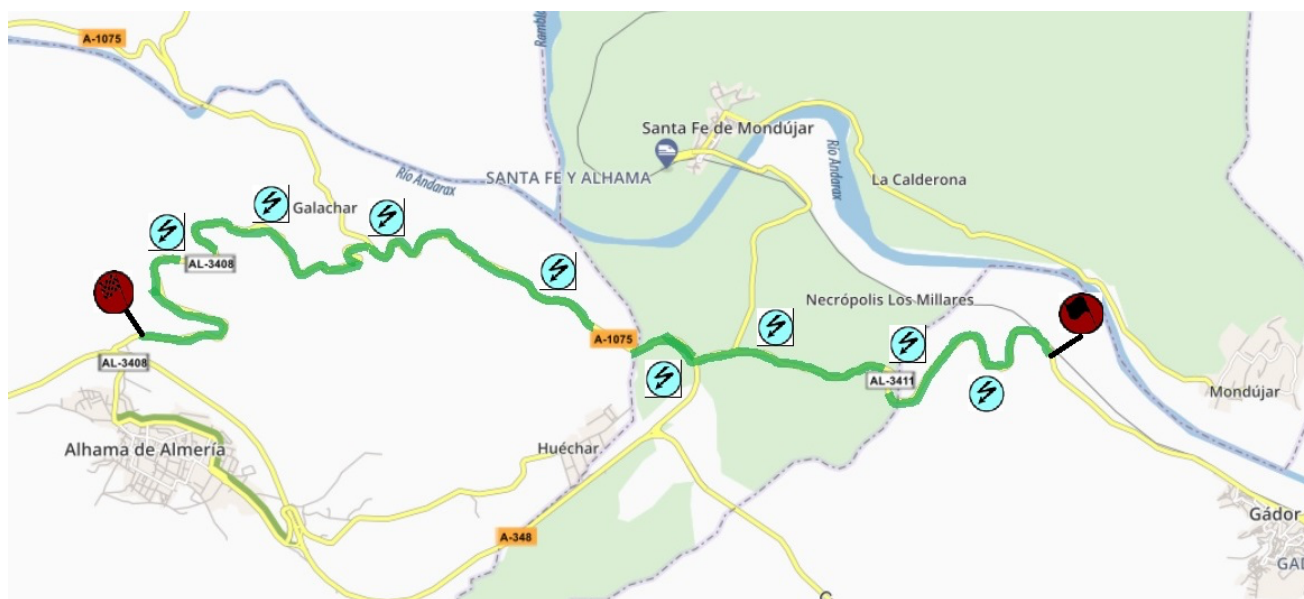 A-1075
Rambla
Santa Fe de Mondújar
SANTA FE Y ALHAMA
Río Andarax
Río Andarax
La Calderona
Galachar
AL-3408
Necrópolis Los Millares
A-1075
AL-3408
AL-3411
Mondújar
Alhama de Almería
Huéchar
A-348
Gádor
GÁD